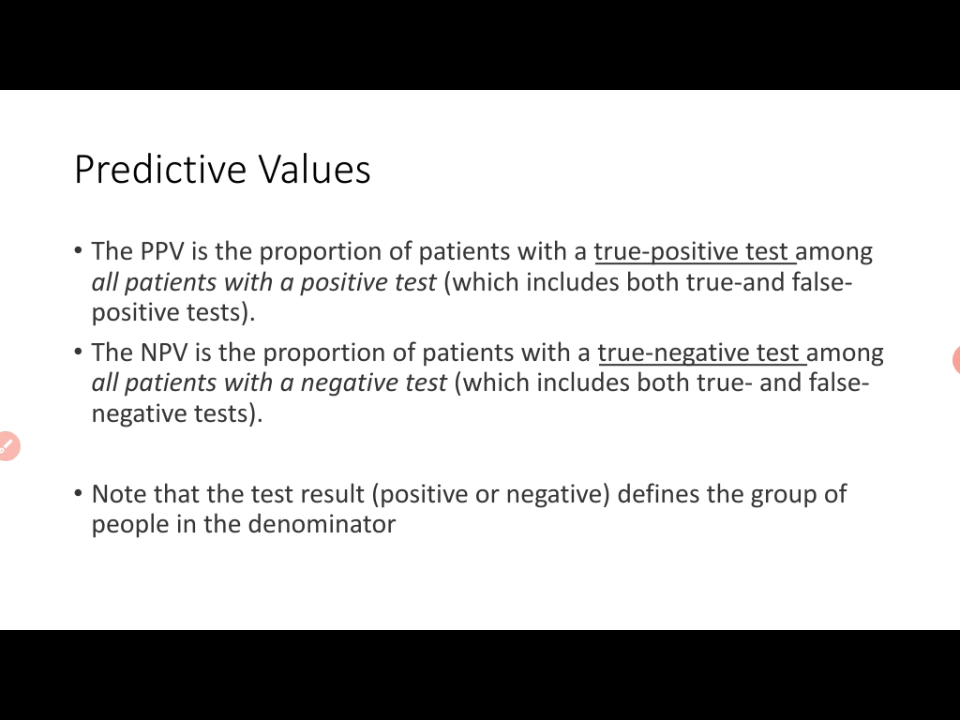 Predictive Values
• The PPV is the proportion of patients with a true-positive test among
all patients with a positive test (which includes both true-and false-
positive tests).
• The NPV is the proportion of patients with a true-negative test among
all patients with a negative test (which includes both true- and false-
negative tests).
• Note that the test result (positive or negative) defines the group of
people in the denominator